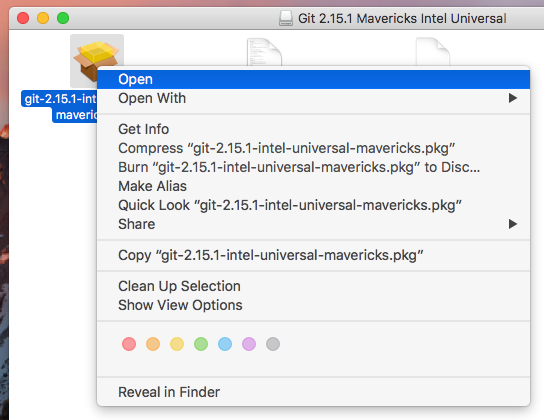 Git 2.15.1 Mavericks Intel Universal
git-2.15.1-int
maveric
Open
Open With
Get Info
Compress “git-2.15.1-intel-universal-mavericks.pkg”
Burn “git-2.15.1-intel-universal-mavericks.pkg” to Disc...
Make Alias
Quick Look “git-2.15.1-intel-universal-mavericks.pkg”
Share
Copy “git-2.15.1-intel-universal-mavericks.pkg”
Clean Up Selection
Show View Options
Reveal in Finder